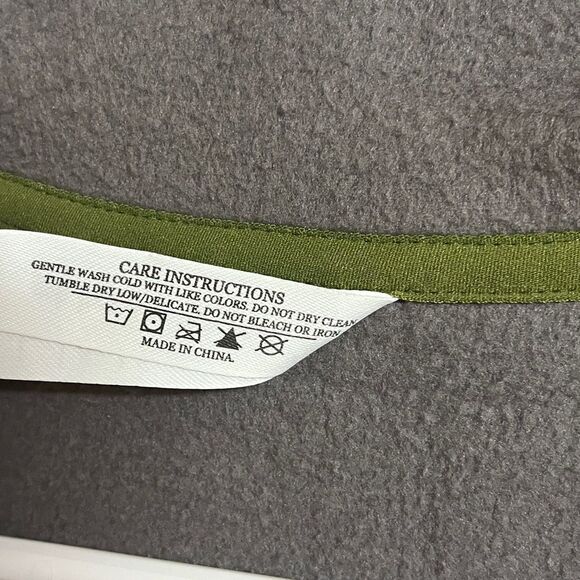 CARE INSTRUCTIONS
GENTLE WASH COLD WITH LIKE COLORS. DO NOT DRY CLEAN
TUMBLE DRY LOW/DELICATE. DO NOT BLEACH OR IRON
MADE IN CHINA.